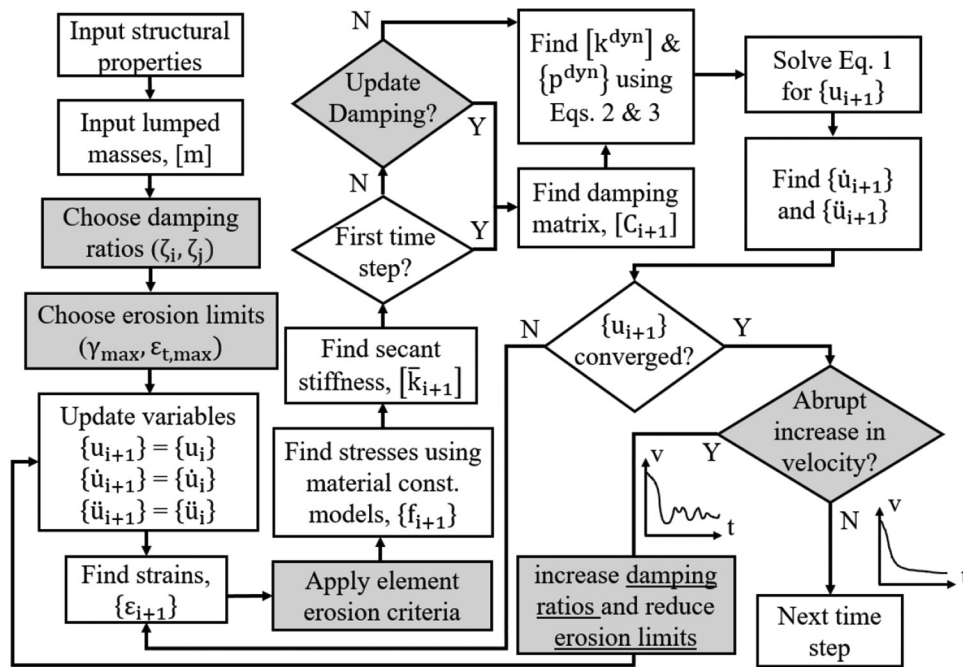 Input structural
properties
Input lumped
masses, [m]
Choose damping
ratios (ζᵢ, ζⱼ)
Choose erosion limits
(γₘₐₓ, εₜ,ₘₐₓ)
Update variables
{uᵢ₊₁} = {uᵢ}
{u̇ᵢ₊₁} = {u̇ᵢ}
{üᵢ₊₁} = {üᵢ}
Find strains,
{εᵢ₊₁}
Apply element
erosion criteria
Find stresses using
material const.
models, {fᵢ₊₁}
Find secant
stiffness, [k̅ᵢ₊₁]
First time
step?
N
Y
Update
Damping?
N
Y
Find damping
matrix, [Cᵢ₊₁]
Find [kᵈʸⁿ] &
{pᵈʸⁿ} using
Eqs. 2 & 3
Solve Eq. 1
for {uᵢ₊₁}
Find {u̇ᵢ₊₁}
and {üᵢ₊₁}
{uᵢ₊₁}
converged?
N
Y
Abrupt
increase in
velocity?
Y
N
v
t
v
t
increase damping
ratios and reduce
erosion limits
Next time
step